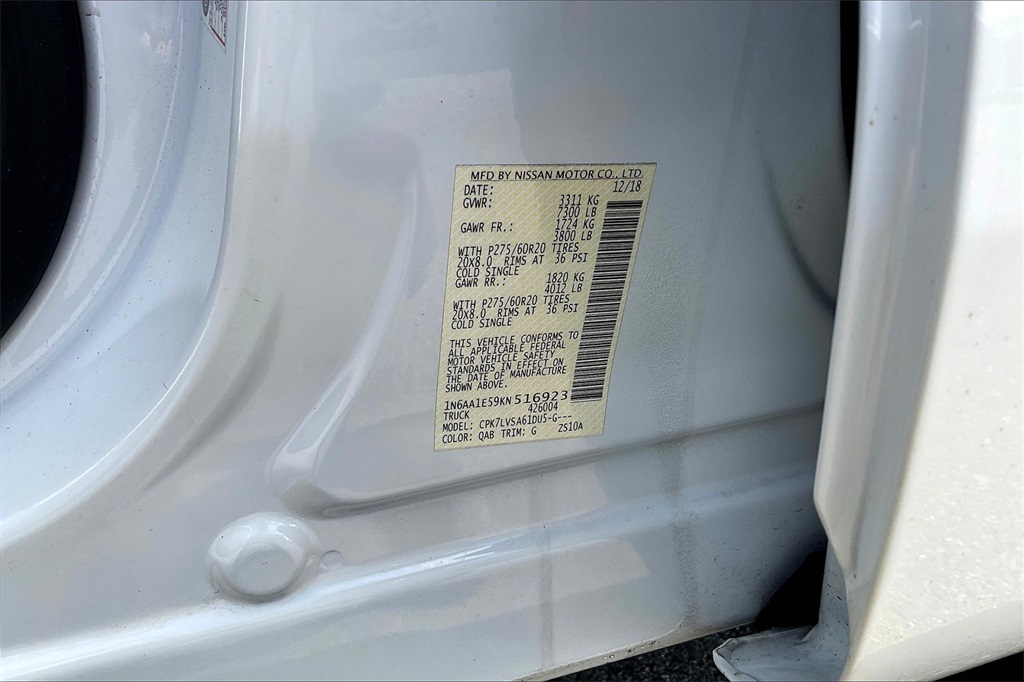 MFD BY NISSAN MOTOR CO., LTD.
DATE: 12/18
GVWR: 3311 KG
7300 LB
GAWR FR.: 1724 KG
3800 LB
WITH P275/60R20 TIRES
20X8.0 RIMS AT 36 PSI
COLD SINGLE
GAWR RR.: 1820 KG
4012 LB
WITH P275/60R20 TIRES
20X8.0 RIMS AT 36 PSI
COLD SINGLE
THIS VEHICLE CONFORMS TO
ALL APPLICABLE FEDERAL
MOTOR VEHICLE SAFETY
STANDARDS IN EFFECT ON
THE DATE OF MANUFACTURE
SHOWN ABOVE.
1N6AA1E59KN516923
TRUCK 426004
MODEL: CPK7LVSA61DU5-G---
COLOR: QAB TRIM: G ZS10A